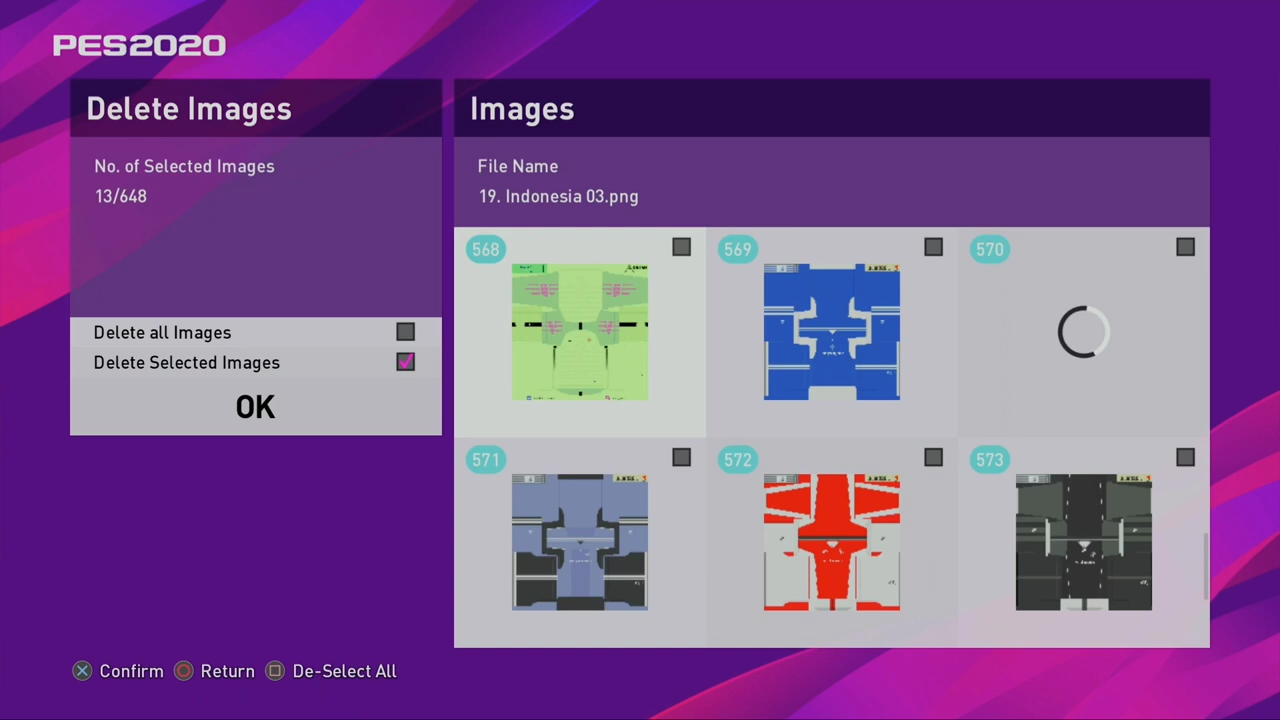 PES2020
Delete Images
No. of Selected Images
13/648
Delete all Images
Delete Selected Images
OK
Images
File Name
19. Indonesia 03.png
568
569
570
571
572
573
Confirm
Return
De-Select All